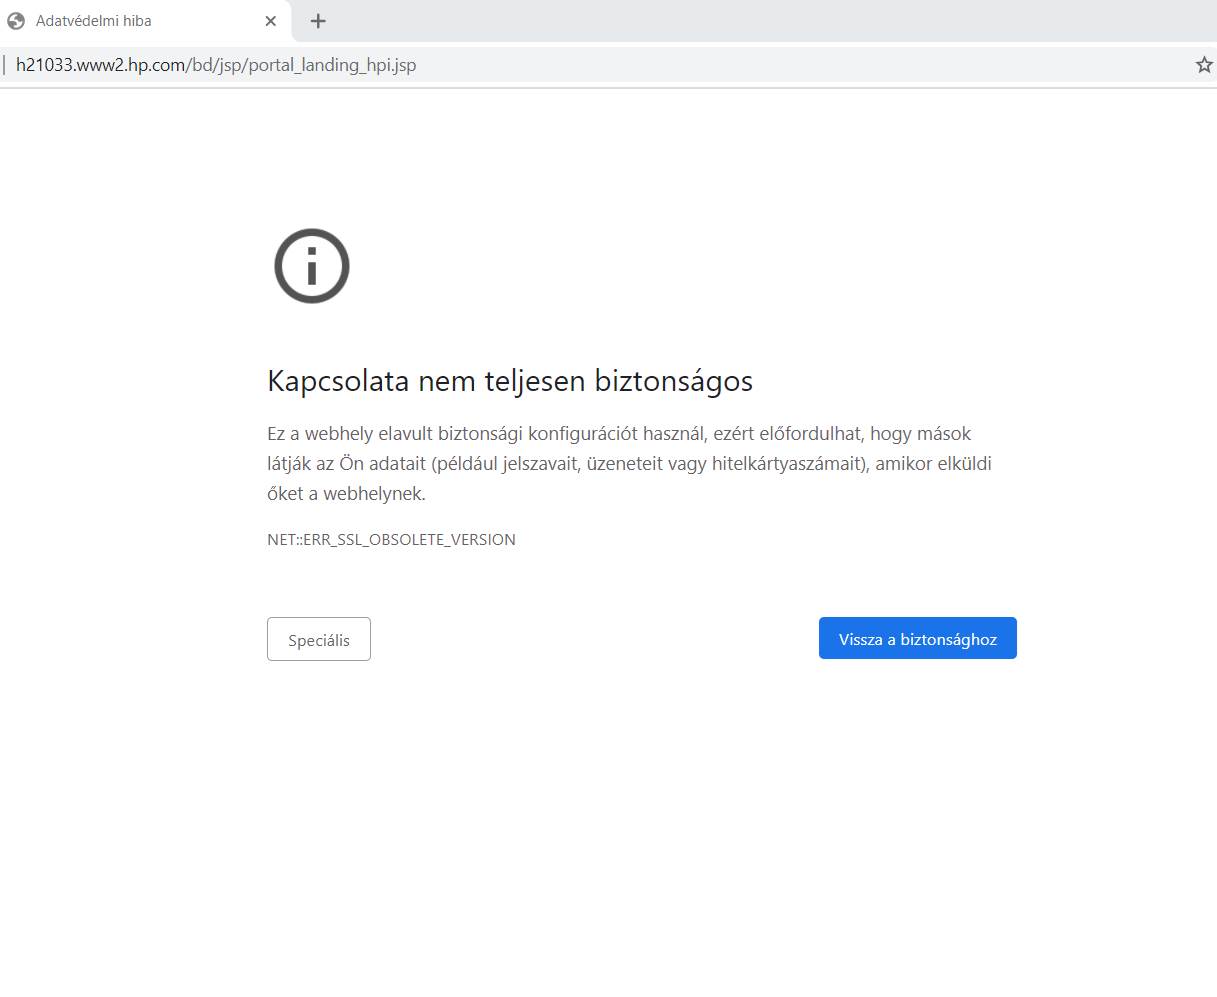 Adatvédelmi hiba
h21033.www2.hp.com/bd/jsp/portal_landing_hpi.jsp
Kapcsolata nem teljesen biztonságos
Ez a webhely elavult biztonsági konfigurációt használ, ezért előfordulhat, hogy mások
látják az Ön adatait (például jelszavait, üzeneteit vagy hitelkártyaszámait), amikor elküldi
őket a webhelynek.
NET::ERR_SSL_OBSOLETE_VERSION
Speciális
Vissza a biztonsághoz